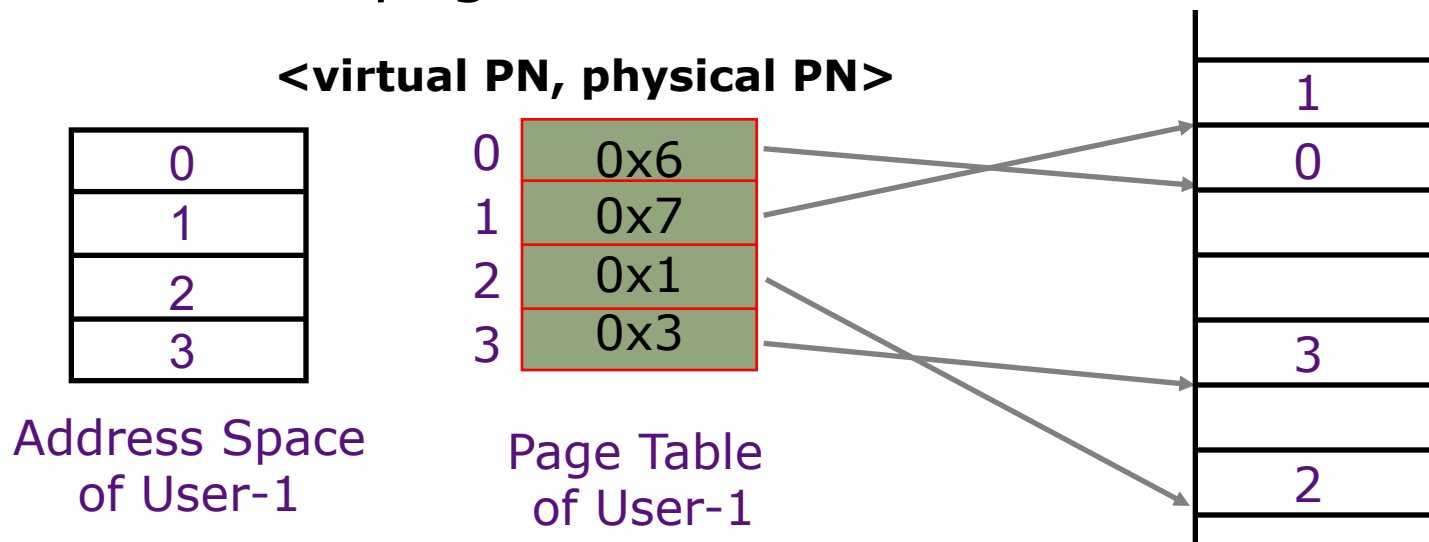 <virtual PN, physical PN>
0
1
2
3
Address Space
of User-1
0 0x6
1 0x7
2 0x1
3 0x3
Page Table
of User-1
1
0
3
2